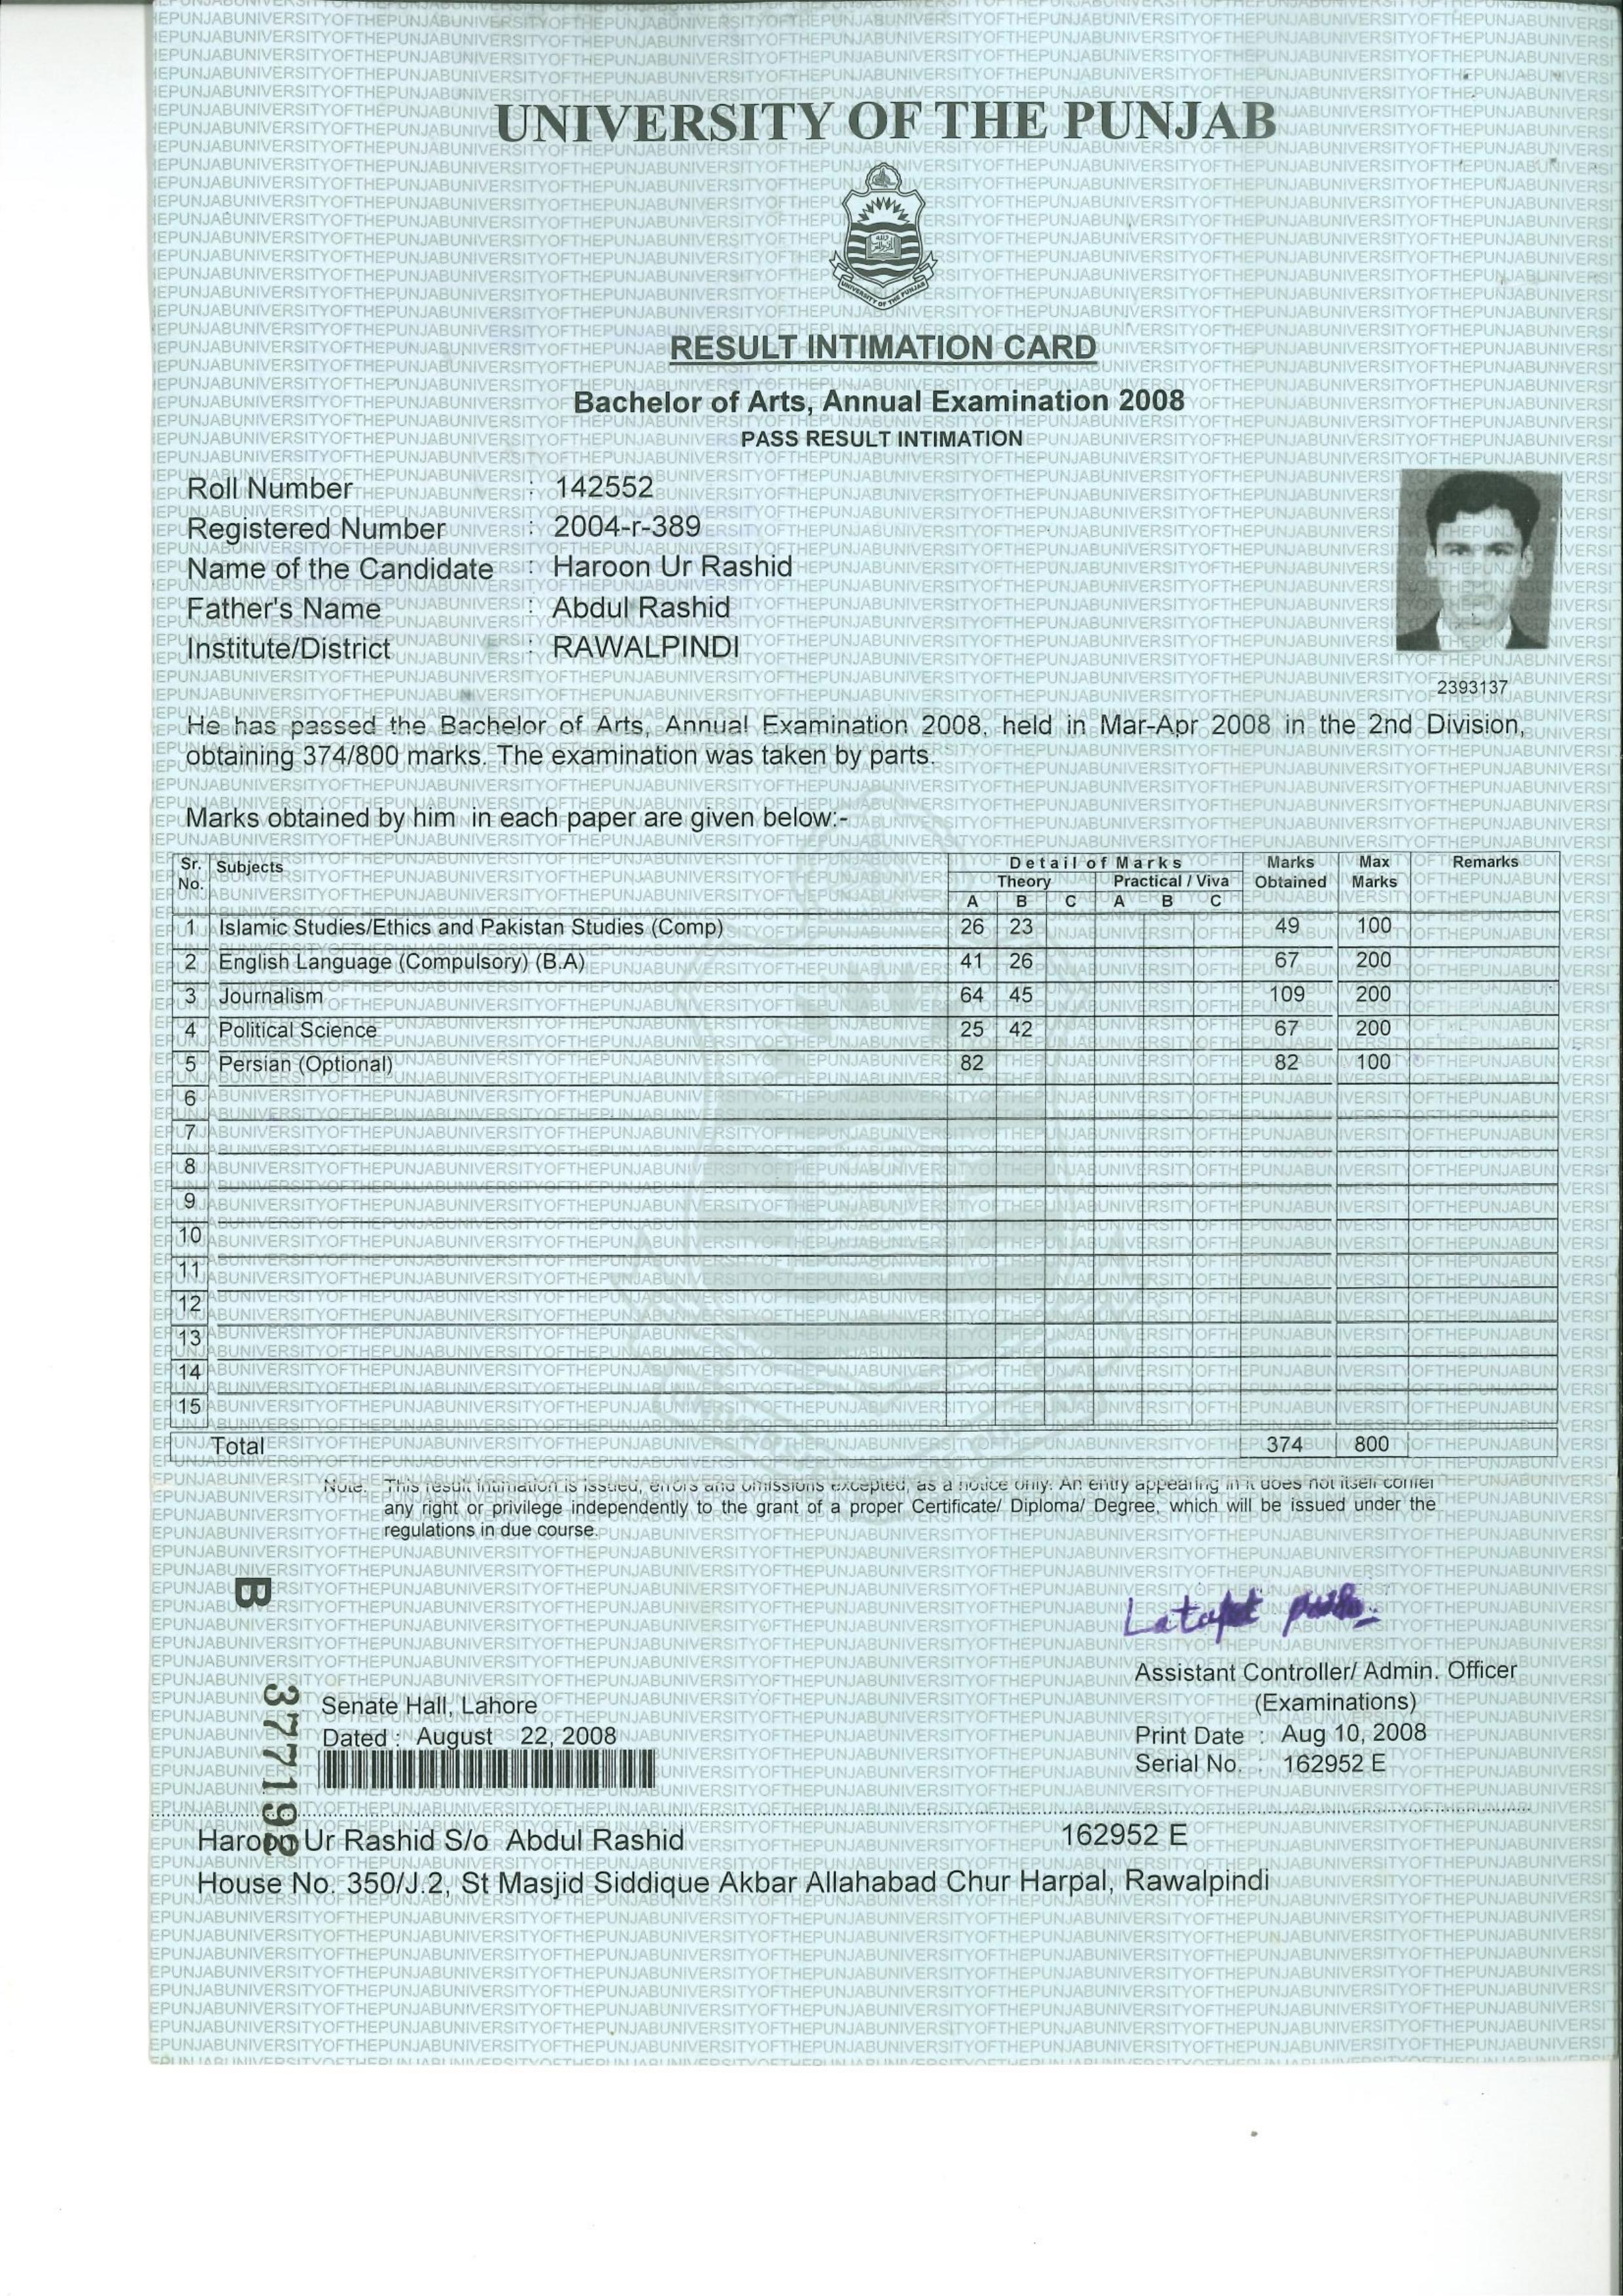 UNIVERSITY OF THE PUNJAB
UNIVERSITY OF THE PUNJAB
RESULT INTIMATION CARD
Bachelor of Arts, Annual Examination 2008
PASS RESULT INTIMATION
Roll Number : 142552
Registered Number : 2004-r-389
Name of the Candidate : Haroon Ur Rashid
Father's Name : Abdul Rashid
Institute/District : RAWALPINDI
2393137
He has passed the Bachelor of Arts, Annual Examination 2008, held in Mar-Apr 2008 in the 2nd Division,
obtaining 374/800 marks. The examination was taken by parts.
Marks obtained by him in each paper are given below:-
Sr. No. Subjects Detail of Marks Marks Obtained Max Marks Remarks
Theory Practical / Viva
A B C A B C
1 Islamic Studies/Ethics and Pakistan Studies (Comp) 26 23 49 100
2 English Language (Compulsory) (B.A) 41 26 67 200
3 Journalism 64 45 109 200
4 Political Science 25 42 67 200
5 Persian (Optional) 82 82 100
6
7
8
9
10
11
12
13
14
15
Total 374 800
Note: This result intimation is issued, errors and omissions excepted, as a notice only. An entry appearing in it does not itself confer
any right or privilege independently to the grant of a proper Certificate/ Diploma/ Degree, which will be issued under the
regulations in due course.
B 377192
Assistant Controller/ Admin. Officer
(Examinations)
Senate Hall, Lahore
Dated : August 22, 2008
Print Date : Aug 10, 2008
Serial No. : 162952 E
Haroon Ur Rashid S/o Abdul Rashid 162952 E
House No. 350/J.2, St Masjid Siddique Akbar Allahabad Chur Harpal, Rawalpindi